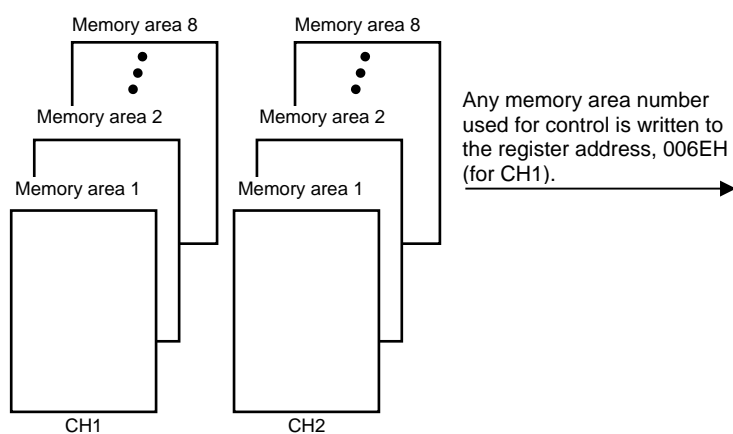 Memory area 8
Memory area 8
Memory area 2
Memory area 2
Memory area 1
Memory area 1
CH1
CH2
Any memory area number
used for control is written to
the register address, 006EH
(for CH1).